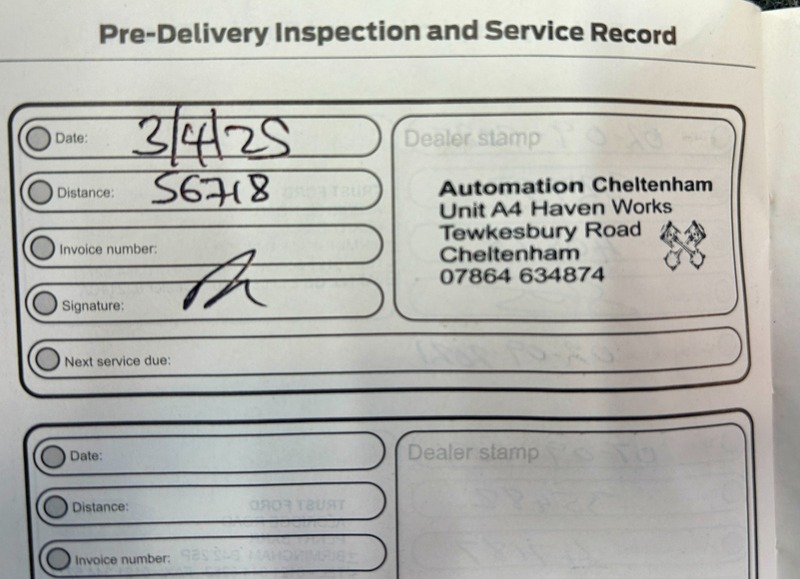 Pre-Delivery Inspection and Service Record
Date: 3/4/25
Distance: 56718
Invoice number:
Signature:
Next service due:
Dealer stamp
Automation Cheltenham
Unit A4 Haven Works
Tewkesbury Road
Cheltenham
07864 634874
Date:
Distance:
Invoice number:
Dealer stamp